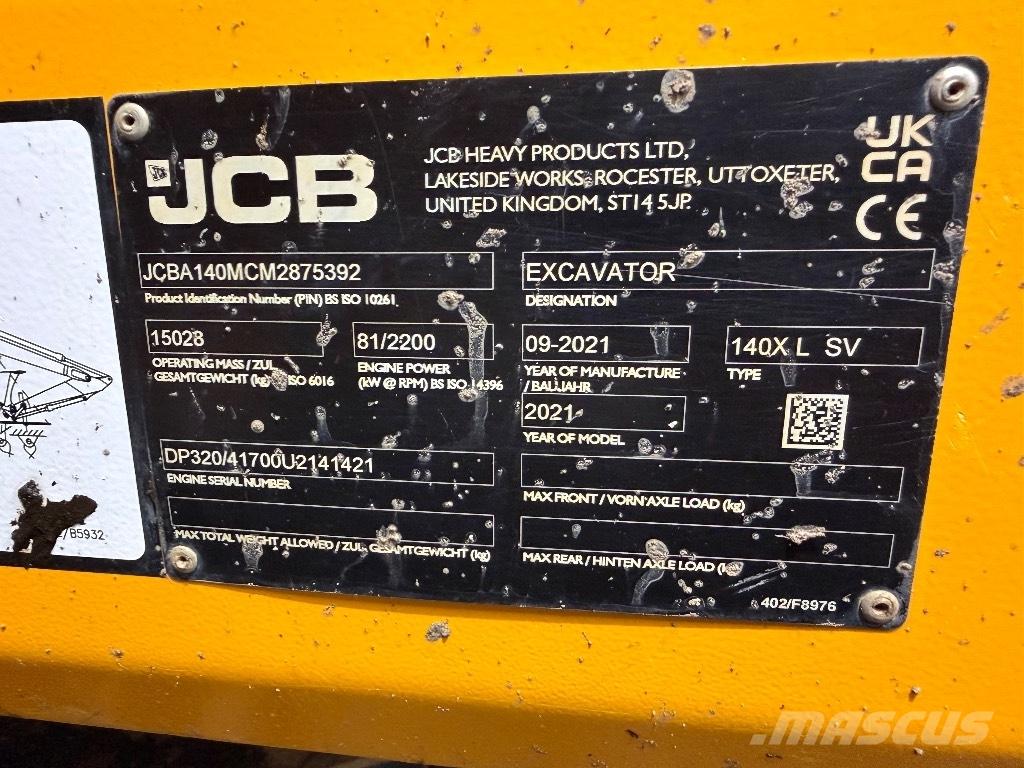 JCB
JCB HEAVY PRODUCTS LTD,
LAKESIDE WORKS, ROCESTER, UTTOXETER,
UNITED KINGDOM, ST14 5JP.
UK
CA
CE
JCBA140MCM2875392
Product Identification Number (PIN) BS ISO 10261
EXCAVATOR
DESIGNATION
15028
OPERATING MASS / ZUL.
GESAMTGEWICHT (kg) ISO 6016
81/2200
ENGINE POWER
(kW @ RPM) BS ISO 14396
09-2021
YEAR OF MANUFACTURE
/ BAUJAHR
140X L SV
TYPE
2021
YEAR OF MODEL
DP320/41700U2141421
ENGINE SERIAL NUMBER
MAX FRONT / VORN AXLE LOAD (kg)
MAX TOTAL WEIGHT ALLOWED / ZUL. GESAMTGEWICHT (kg)
MAX REAR / HINTEN AXLE LOAD (kg)
402/F8976
/B5932
MASCUS